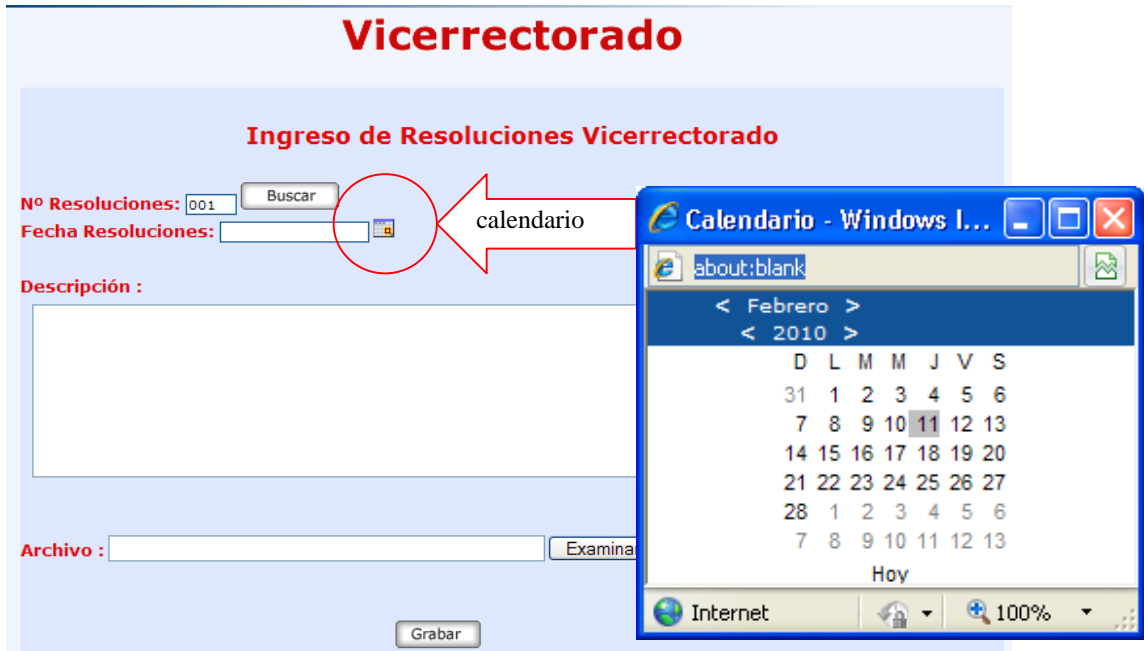 Vicerrectorado
Ingreso de Resoluciones Vicerrectorado
Nº Resoluciones: 001 Buscar
Fecha Resoluciones:
calendario
Descripción :
Archivo : Examina
Grabar
Calendario - Windows I...
about:blank
< Febrero >
< 2010 >
D L M M J V S
31 1 2 3 4 5 6
7 8 9 10 11 12 13
14 15 16 17 18 19 20
21 22 23 24 25 26 27
28 1 2 3 4 5 6
7 8 9 10 11 12 13
Hoy
Internet 100%